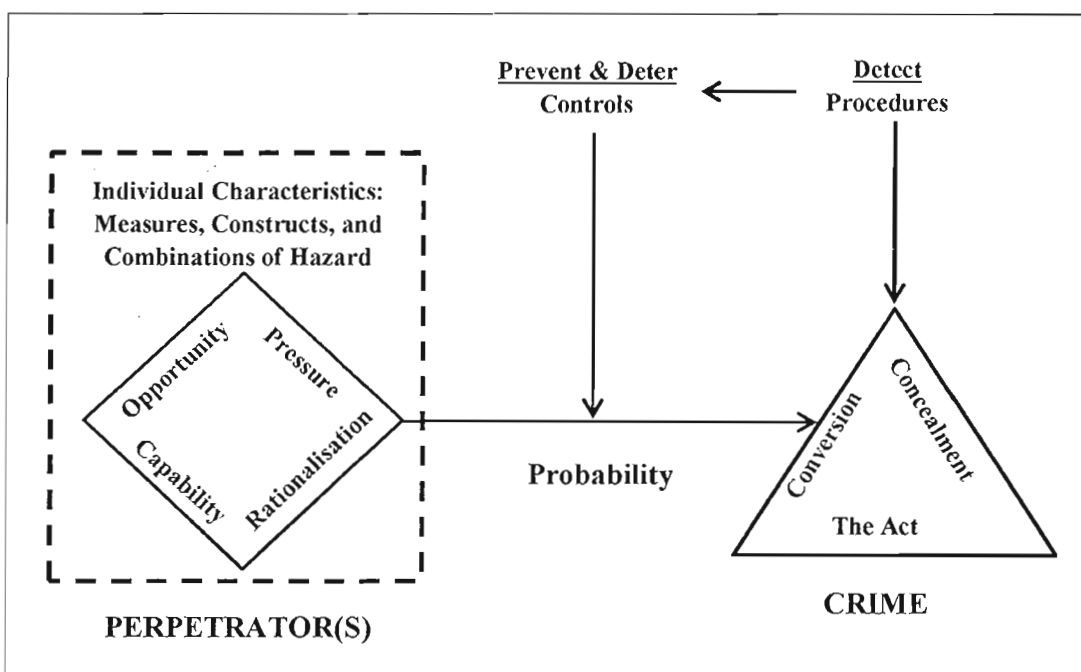 Prevent & Deter
Controls
Detect
Procedures
Individual Characteristics:
Measures, Constructs, and
Combinations of Hazard
Opportunity
Pressure
Capability
Rationalisation
Probability
Conversion
Concealment
The Act
PERPETRATOR(S)
CRIME